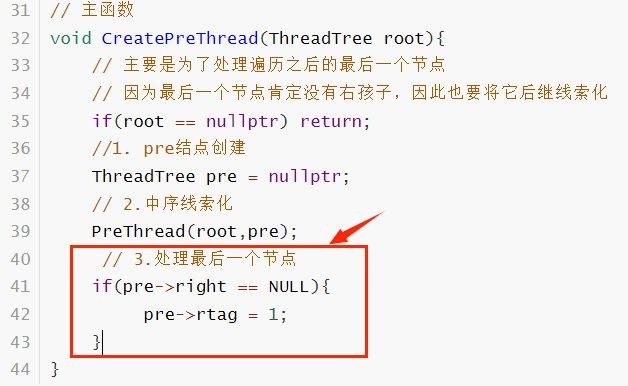 31 // 主函数
32 void CreatePreThread(ThreadTree root){
33 // 主要是为了处理遍历之后的最后一个节点
34 // 因为最后一个节点肯定没有右孩子，因此也要将它后继线索化
35 if(root == nullptr) return;
36 //1. pre结点创建
37 ThreadTree pre = nullptr;
38 // 2.中序线索化
39 PreThread(root,pre);
40 // 3.处理最后一个节点
41 if(pre->right == NULL){
42 pre->rtag = 1;
43 }
44 }